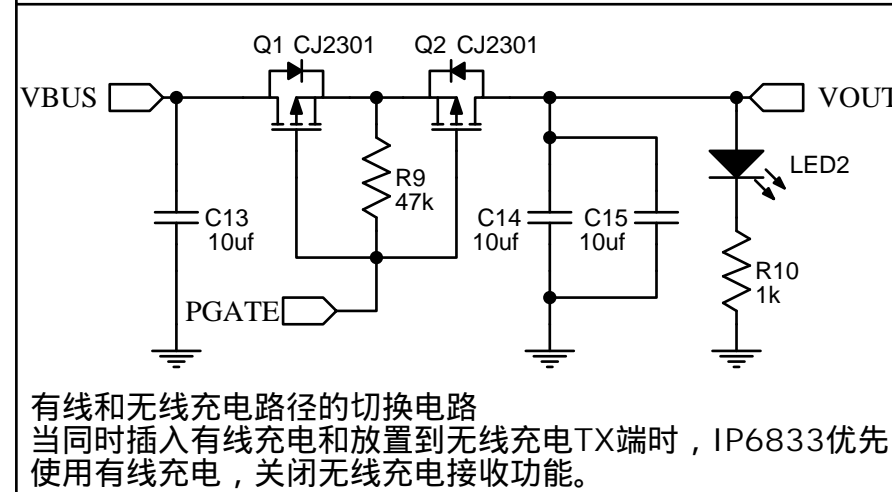 Q1 CJ2301
Q2 CJ2301
VBUS
VOUT
LED2
R9
47k
C13
10uf
C14
10uf
C15
10uf
R10
1k
PGATE
有线和无线充电路径的切换电路
当同时插入有线充电和放置到无线充电TX端时，IP6833优先
使用有线充电，关闭无线充电接收功能。